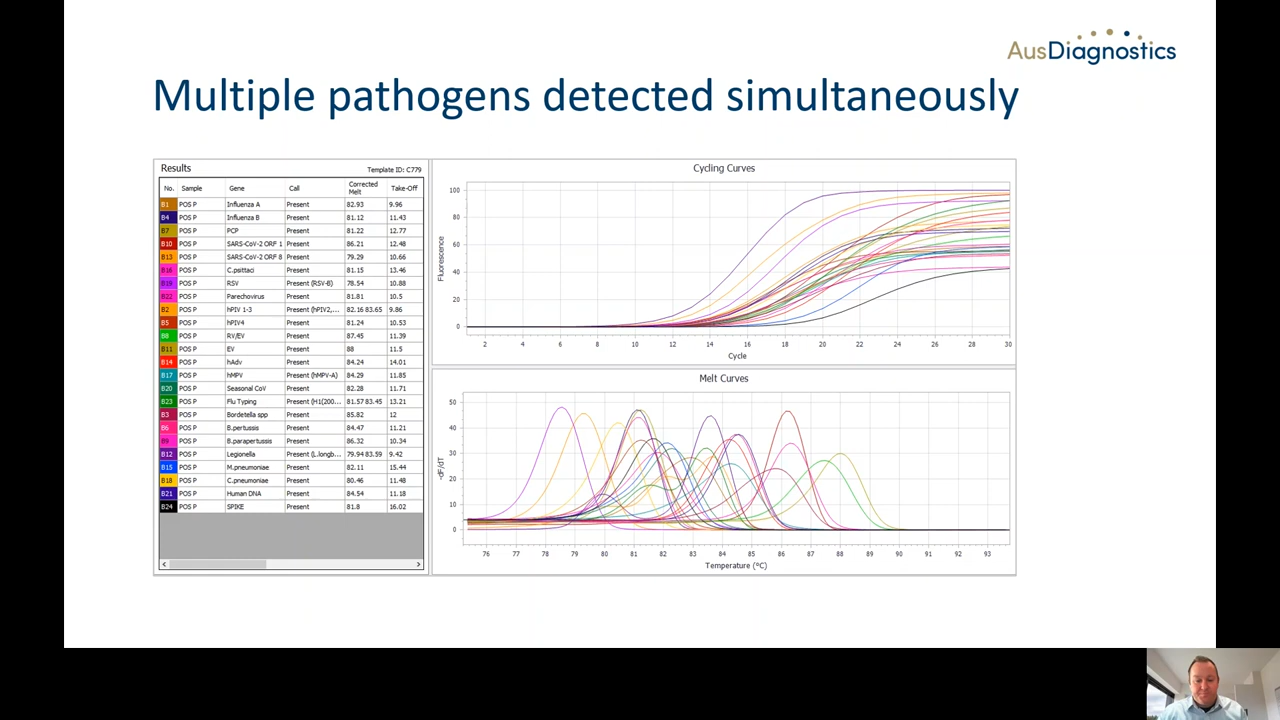 AusDiagnostics
Multiple pathogens detected simultaneously
Results
Template ID: C779
No. Sample Gene Call Corrected Melt Take-Off
B1 POS P Influenza A Present 82.93 9.96
B4 POS P Influenza B Present 81.12 11.43
B7 POS P PCP Present 81.22 12.77
B10 POS P SARS-CoV-2 ORF 1 Present 86.21 12.48
B13 POS P SARS-CoV-2 ORF 8 Present 79.29 10.66
B16 POS P C.psittaci Present 81.15 13.46
B19 POS P RSV Present (RSV-B) 78.54 10.88
B22 POS P Parechovirus Present 81.81 10.5
B2 POS P hPIV 1-3 Present (hPIV2,... 82.16 83.65 9.86
B5 POS P hPIV4 Present 81.24 10.53
B8 POS P RV/EV Present 87.45 11.39
B11 POS P EV Present 88 11.5
B14 POS P hAdv Present 84.24 14.01
B17 POS P hMPV Present (hMPV-A) 84.29 11.85
B20 POS P Seasonal CoV Present 82.28 11.71
B23 POS P Flu Typing Present (H1(200... 81.57 83.45 13.21
B3 POS P Bordetella spp Present 85.82 12
B6 POS P B.pertussis Present 84.47 11.21
B9 POS P B.parapertussis Present 86.32 10.34
B12 POS P Legionella Present (L.longb... 79.94 83.59 9.42
B15 POS P M.pneumoniae Present 82.11 15.44
B18 POS P C.pneumoniae Present 80.46 11.48
B21 POS P Human DNA Present 84.54 11.18
B24 POS P SPIKE Present 81.8 16.02
Cycling Curves
Fluorescence
100
80
60
40
20
0
2 4 6 8 10 12 14 16 18 20 22 24 26 28 30
Cycle
Melt Curves
-dF/dT
50
40
30
20
10
0
76 77 78 79 80 81 82 83 84 85 86 87 88 89 90 91 92 93
Temperature (ºC)